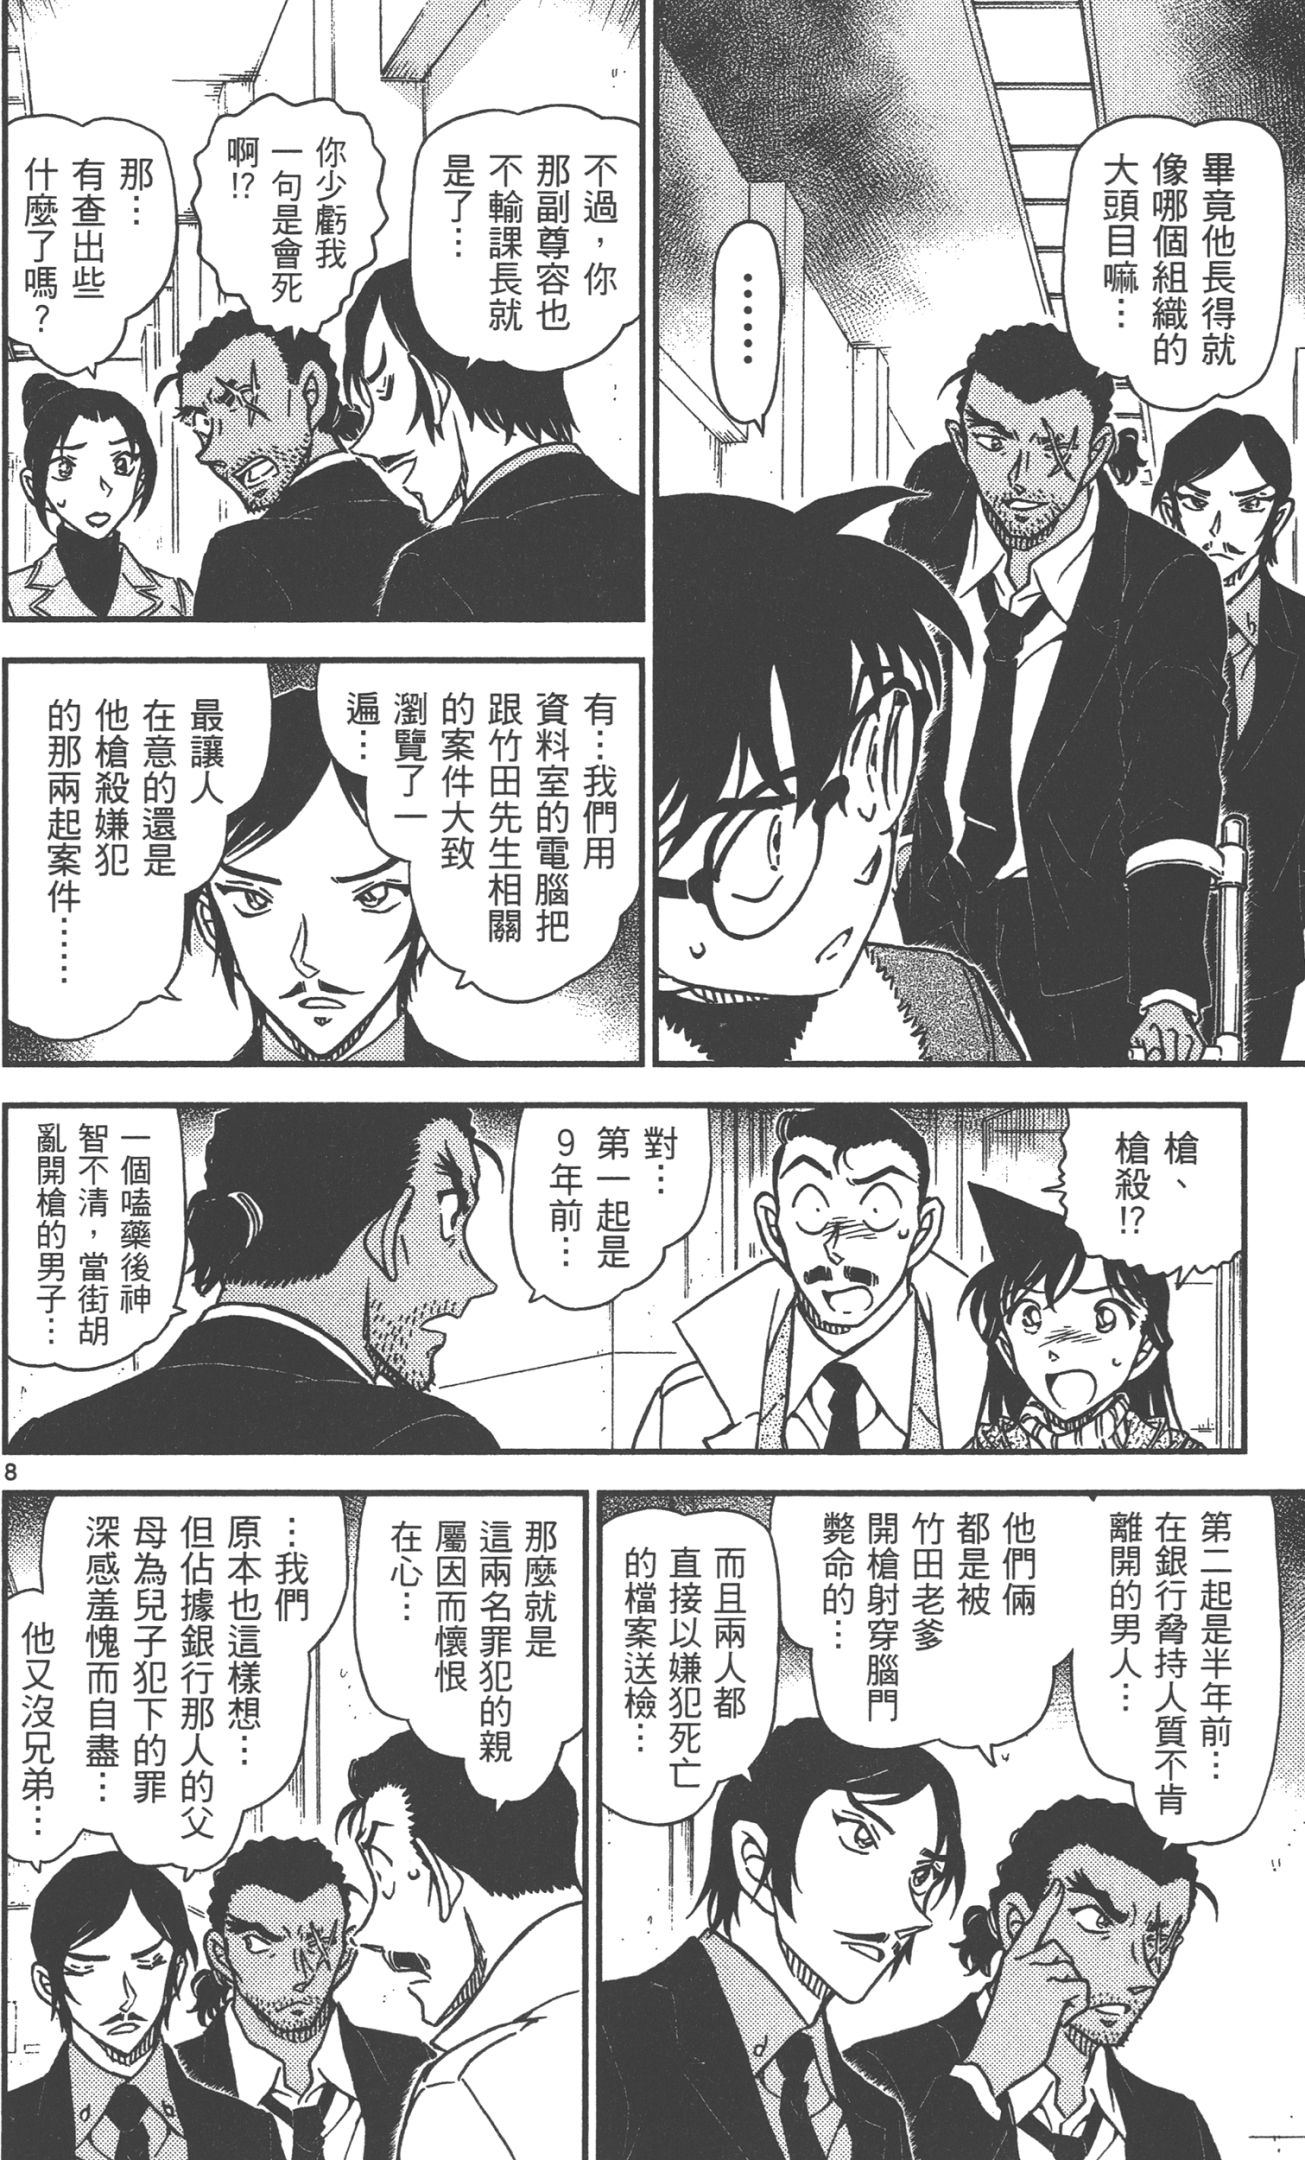 畢竟他長得就
像哪個組織的
大頭目嘛…
……
不過，你
那副尊容也
不輸課長就
是了…
你少虧我
一句是會死
啊!?
那…
有查出些
什麼了嗎？
有…我們用
資料室的電腦把
跟竹田先生相關
的案件大致
瀏覽了一
遍…
最讓人
在意的還是
他槍殺嫌犯
的那兩起案件……
槍、
槍殺!?
對…
第一起是
9年前…
一個嗑藥後神
智不清，當街胡
亂開槍的男子…
第二起是半年前…
在銀行脅持人質不肯
離開的男人…
他們倆
都是被
竹田老爹
開槍射穿腦門
斃命的…
而且兩人都
直接以嫌犯死亡
的檔案送檢…
那麼就是
這兩名罪犯的親
屬因而懷恨
在心…
…我們
原本也這樣想…
但佔據銀行那人的父
母為兒子犯下的罪
深感羞愧而自盡…
他又沒兄弟…
8